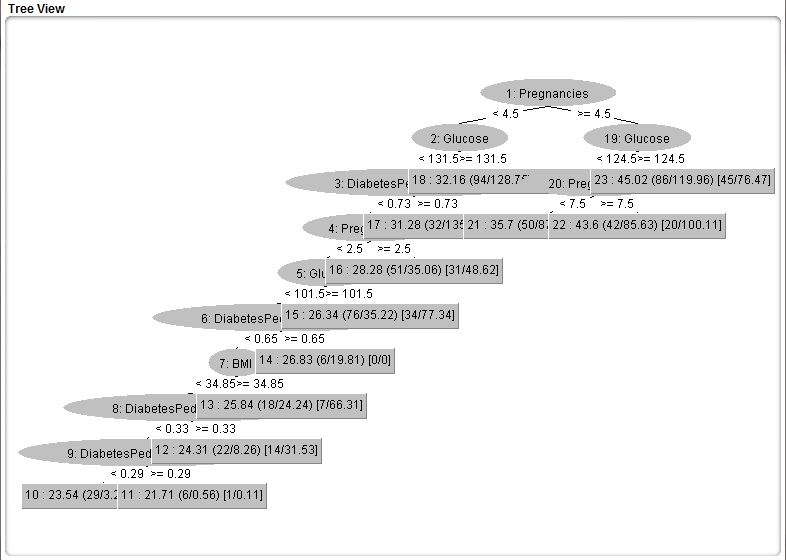 Tree View
1: Pregnancies
< 4.5 >= 4.5
2: Glucose 19: Glucose
< 131.5 >= 131.5 < 124.5 >= 124.5
3: DiabetesPe 18 : 32.16 (94/128.7 20: Preg 23 : 45.02 (86/119.96) [45/76.47]
< 0.73 >= 0.73 < 7.5 >= 7.5
4: Preg 17 : 31.28 (32/135 21 : 35.7 (50/8 22 : 43.6 (42/85.63) [20/100.11]
< 2.5 >= 2.5
5: Glu 16 : 28.28 (51/35.06) [31/48.62]
< 101.5 >= 101.5
6: DiabetesPed 15 : 26.34 (76/35.22) [34/77.34]
< 0.65 >= 0.65
7: BMI 14 : 26.83 (6/19.81) [0/0]
< 34.85 >= 34.85
8: DiabetesPed 13 : 25.84 (18/24.24) [7/66.31]
< 0.33 >= 0.33
9: DiabetesPed 12 : 24.31 (22/8.26) [14/31.53]
< 0.29 >= 0.29
10 : 23.54 (29/3.2 11 : 21.71 (6/0.56) [1/0.11]